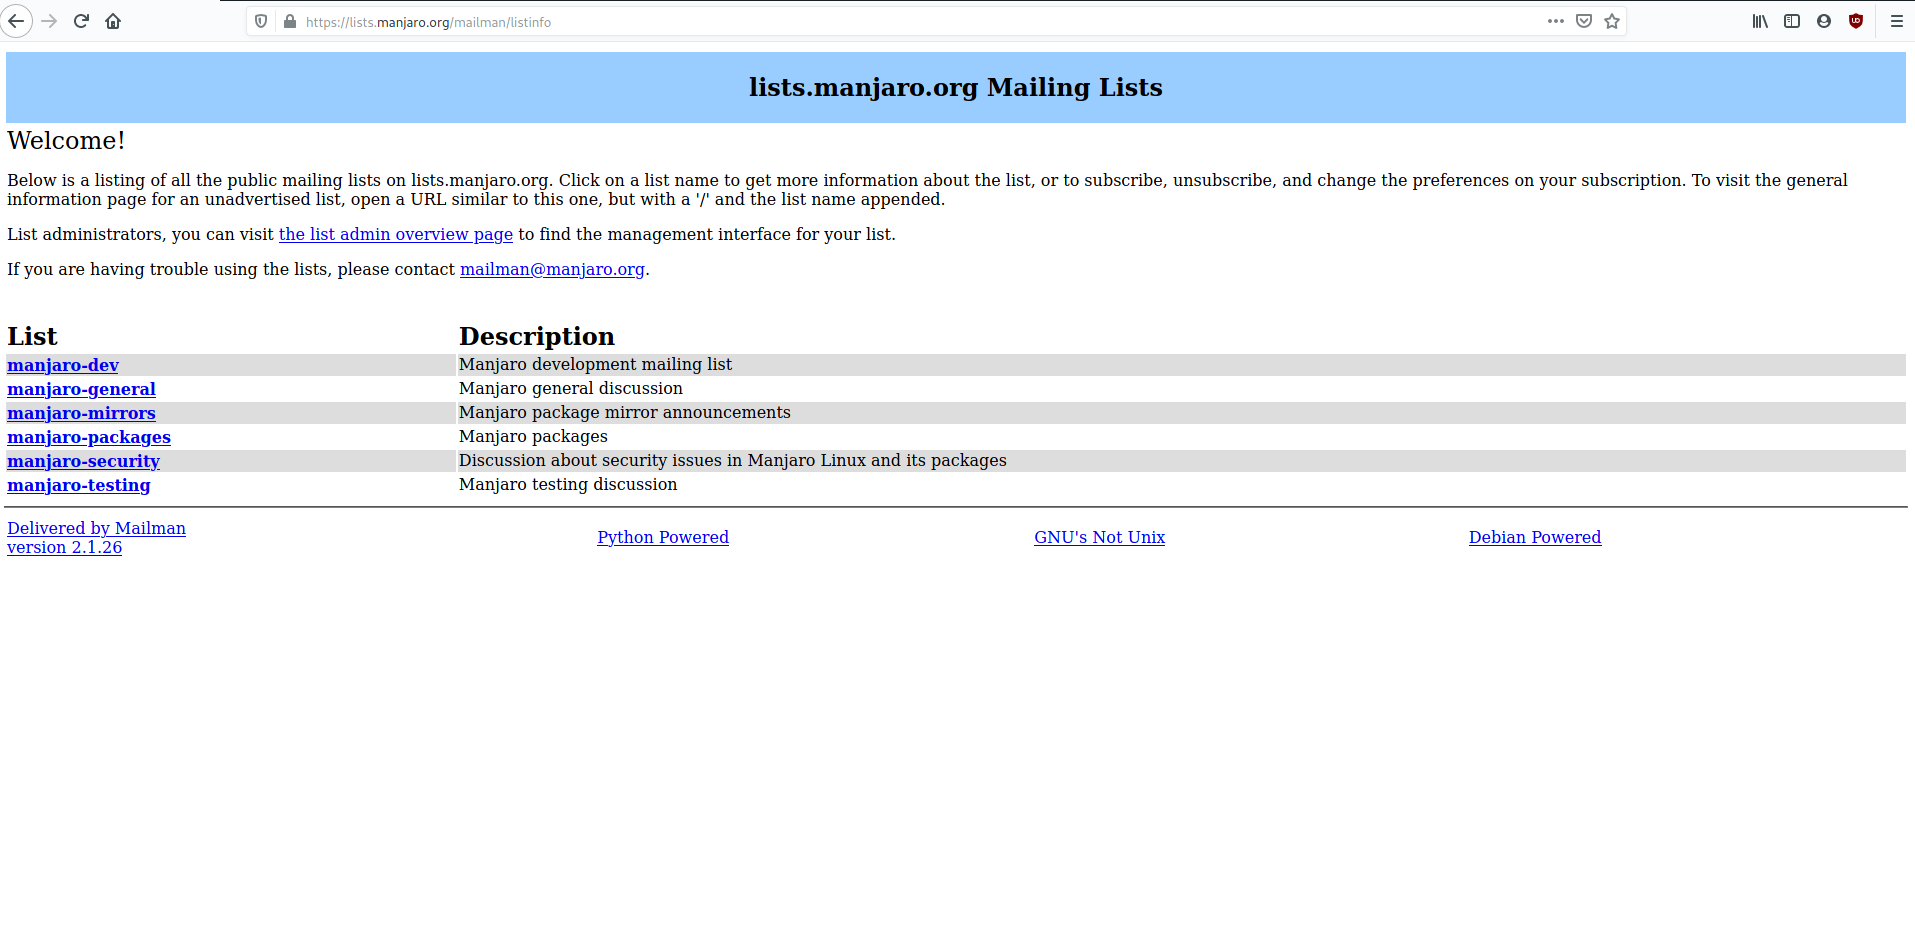 https://lists.manjaro.org/mailman/listinfo
lists.manjaro.org Mailing Lists
Welcome!
Below is a listing of all the public mailing lists on lists.manjaro.org. Click on a list name to get more information about the list, or to subscribe, unsubscribe, and change the preferences on your subscription. To visit the general
information page for an unadvertised list, open a URL similar to this one, but with a '/' and the list name appended.
List administrators, you can visit the list admin overview page to find the management interface for your list.
If you are having trouble using the lists, please contact mailman@manjaro.org.
List Description
manjaro-dev Manjaro development mailing list
manjaro-general Manjaro general discussion
manjaro-mirrors Manjaro package mirror announcements
manjaro-packages Manjaro packages
manjaro-security Discussion about security issues in Manjaro Linux and its packages
manjaro-testing Manjaro testing discussion
Delivered by Mailman
version 2.1.26
Python Powered
GNU's Not Unix
Debian Powered